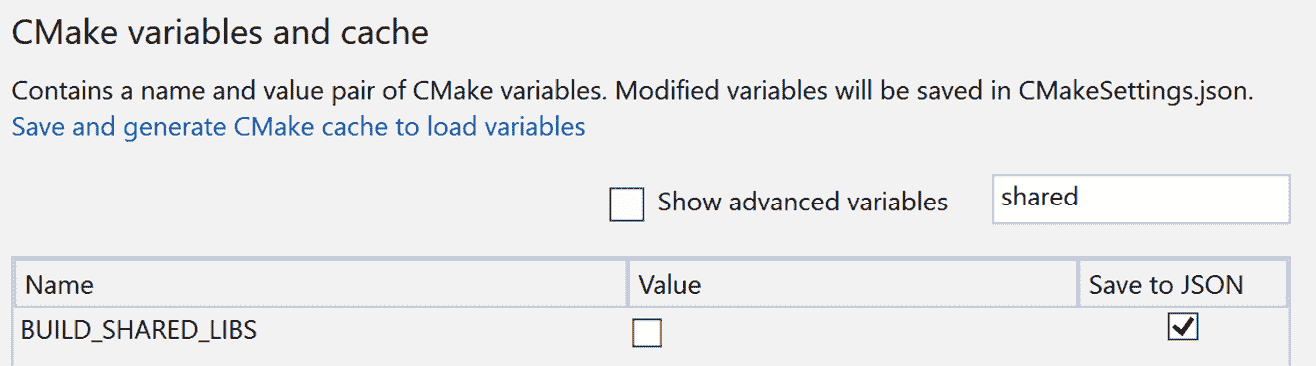 CMake variables and cache
Contains a name and value pair of CMake variables. Modified variables will be saved in CMakeSettings.json.
Save and generate CMake cache to load variables
Show advanced variables
shared
Name Value Save to JSON
BUILD_SHARED_LIBS